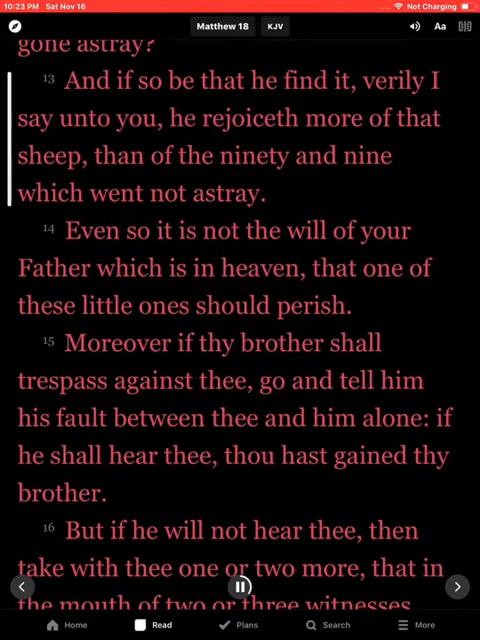 10:23 PM Sat Nov 16
Not Charging
Matthew 18 KJV
Aa
gone astray?
13 And if so be that he find it, verily I
say unto you, he rejoiceth more of that
sheep, than of the ninety and nine
which went not astray.
14 Even so it is not the will of your
Father which is in heaven, that one of
these little ones should perish.
15 Moreover if thy brother shall
trespass against thee, go and tell him
his fault between thee and him alone: if
he shall hear thee, thou hast gained thy
brother.
16 But if he will not hear thee, then
take with thee one or two more, that in
the mouth of two or three witnesses
Home Read Plans Search More